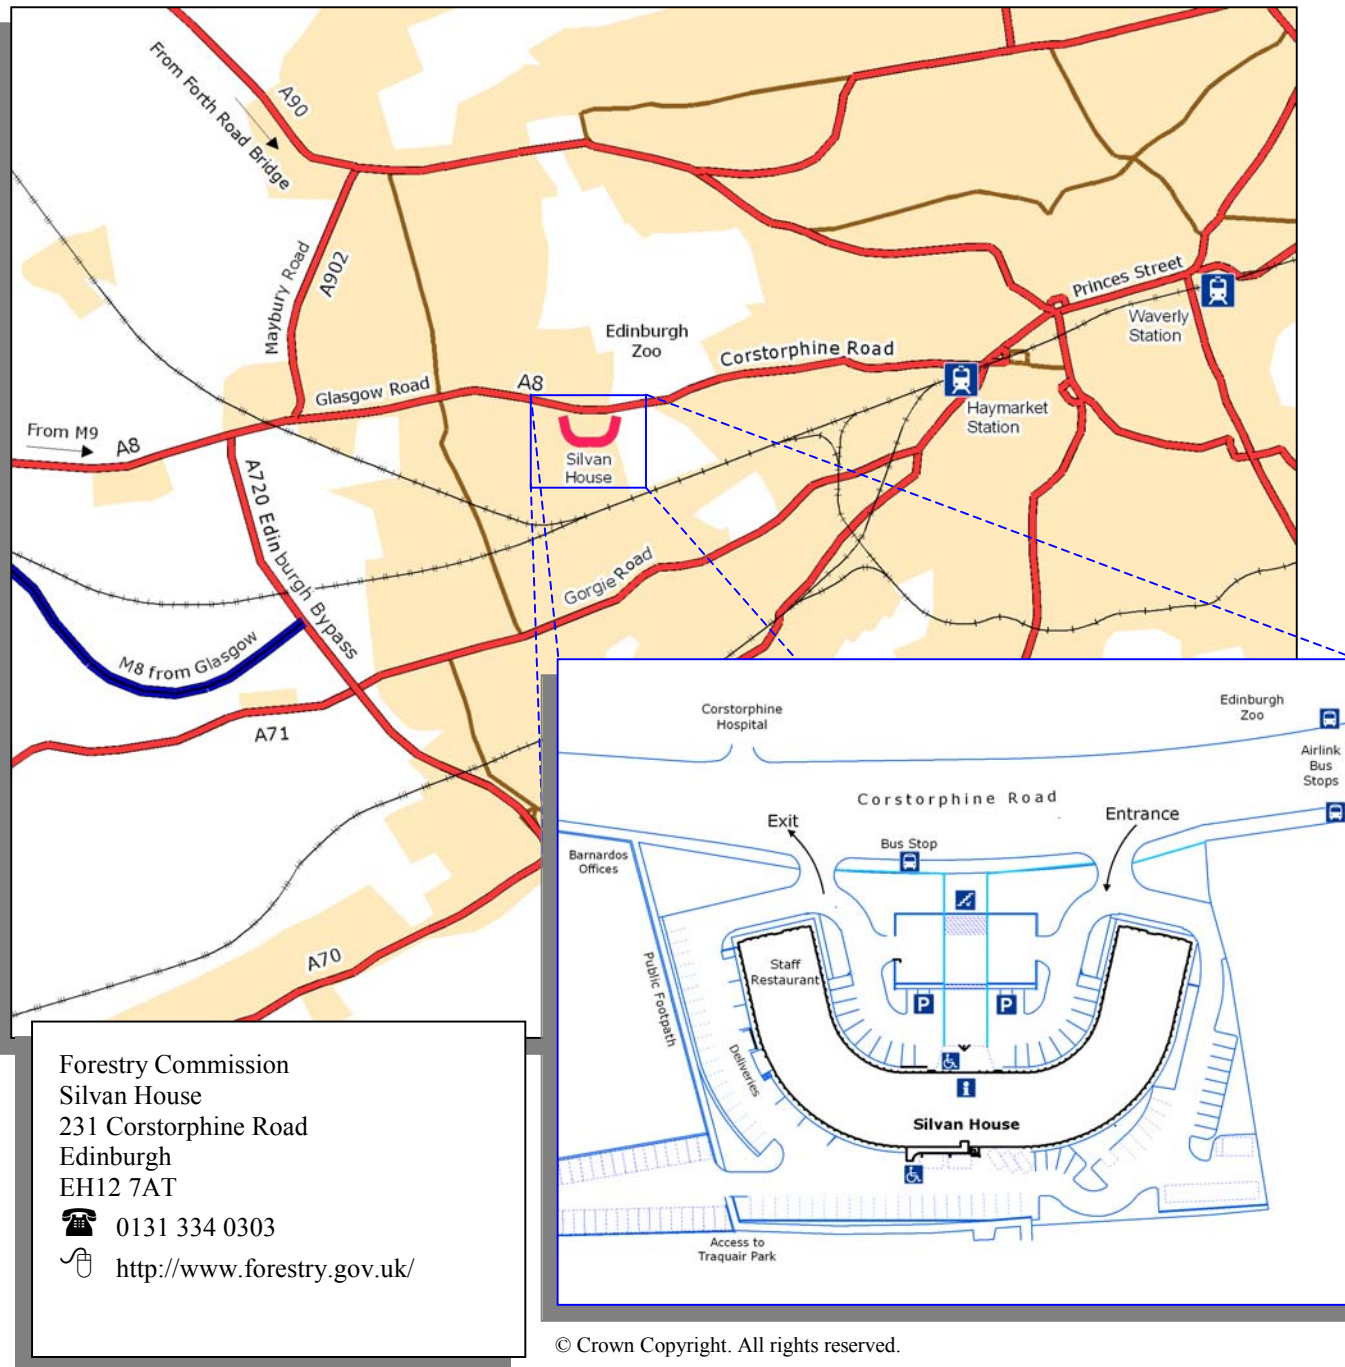 From Forth Road Bridge
A90
Maybury Road
A902
Edinburgh
Zoo
Princes Street
Waverly
Station
Corstorphine Road
A8
Glasgow Road
Haymarket
Station
From M9
A8
Silvan
House
A720 Edinburgh Bypass
Gorgie Road
M8 from Glasgow
A71
A70
Corstorphine
Hospital
Edinburgh
Zoo
Airlink
Bus
Stops
Corstorphine Road
Exit
Entrance
Bus Stop
Barnardos
Offices
Public Footpath
Staff
Restaurant
P
P
Deliveries
i
Silvan House
Access to
Traquair Park
Forestry Commission
Silvan House
231 Corstorphine Road
Edinburgh
EH12 7AT
0131 334 0303
http://www.forestry.gov.uk/
© Crown Copyright. All rights reserved.